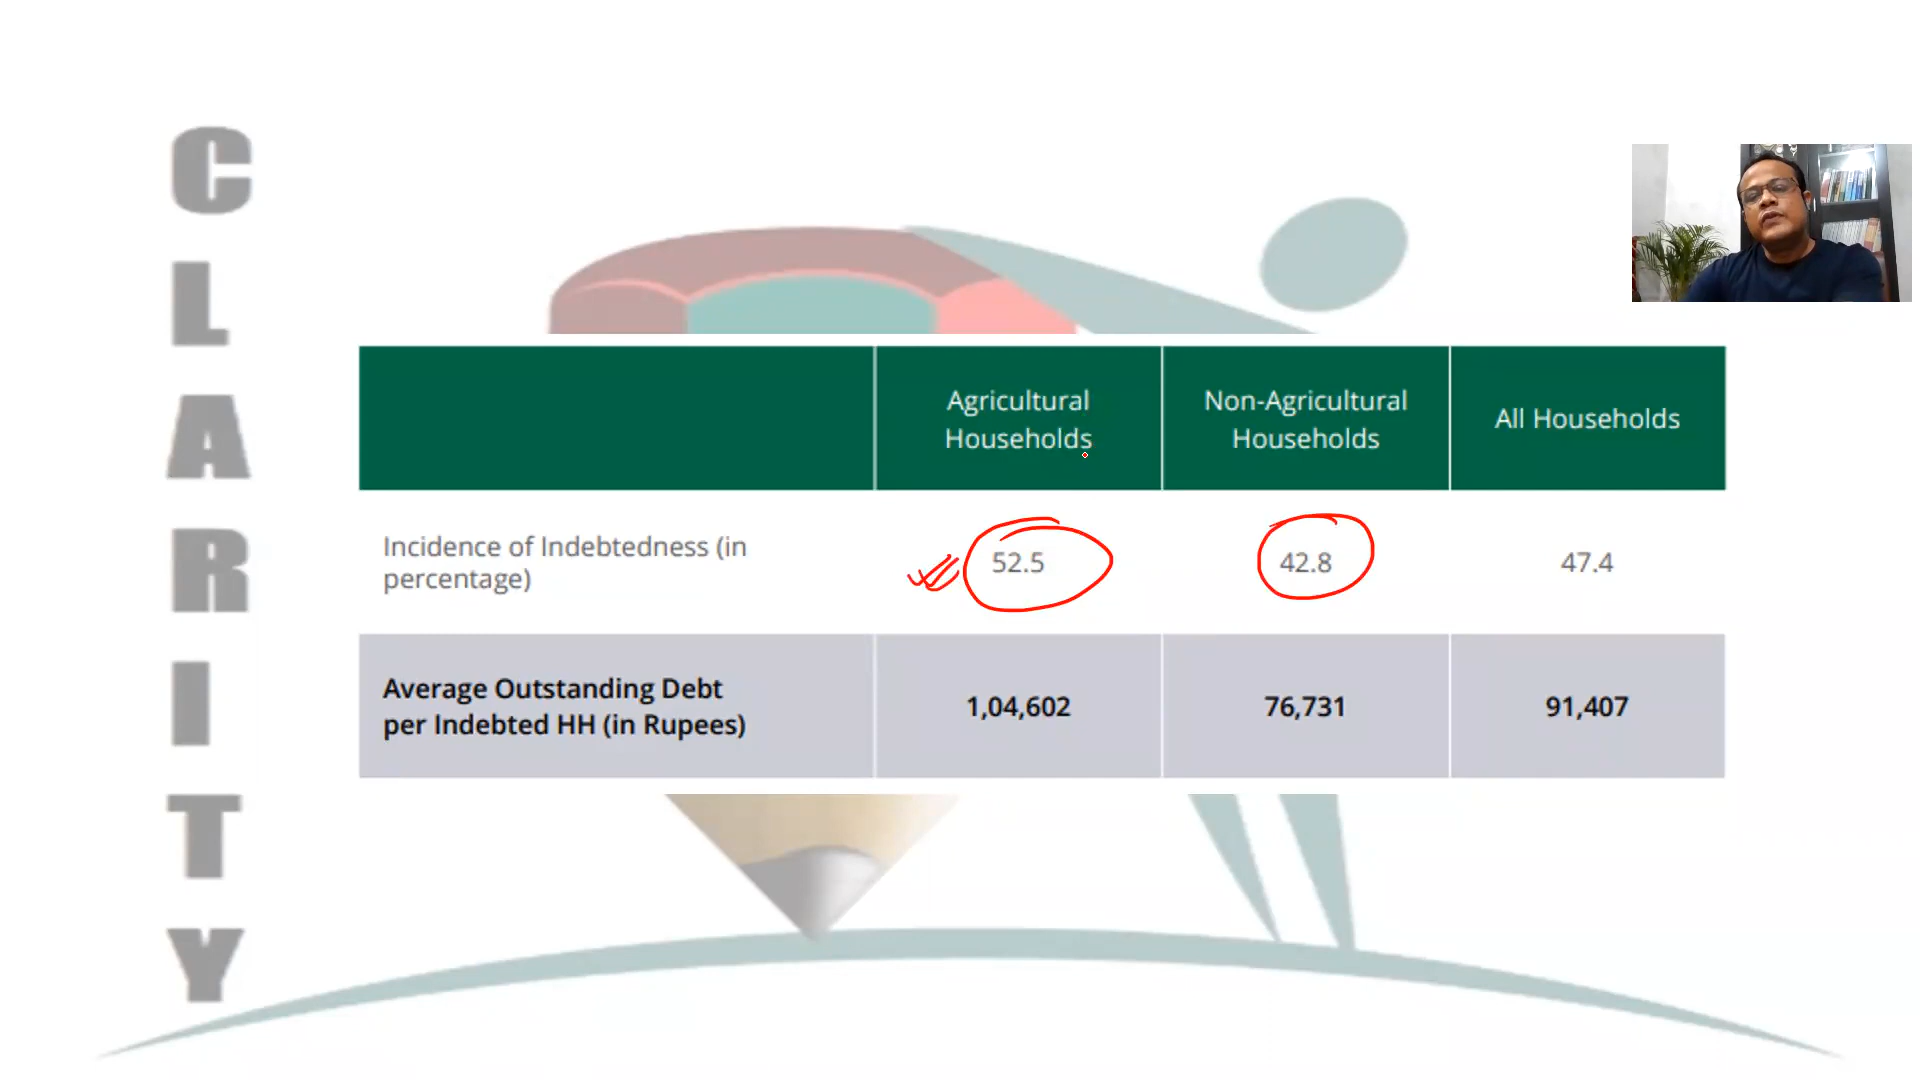 CLARITY
Agricultural
Households
Non-Agricultural
Households
All Households
Incidence of Indebtedness (in
percentage)
52.5
42.8
47.4
Average Outstanding Debt
per Indebted HH (in Rupees)
1,04,602
76,731
91,407